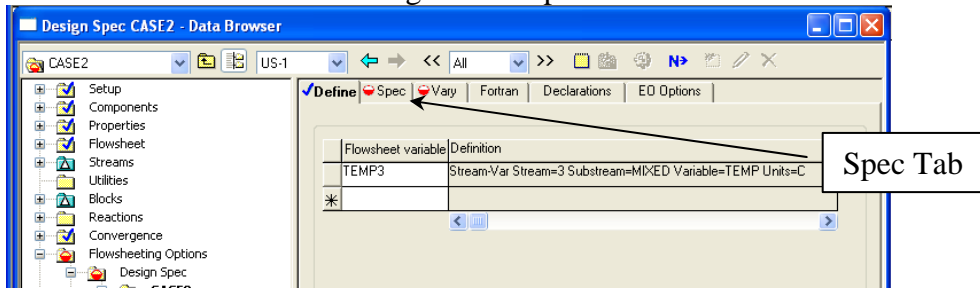 Design Spec CASE2 - Data Browser
CASE2 US-1 << All >> N>
Setup
Components
Properties
Flowsheet
Streams
Utilities
Blocks
Reactions
Convergence
Flowsheeting Options
Design Spec
Define Spec Vary Fortran Declarations EO Options
Flowsheet variable Definition
TEMP3 Stream-Var Stream=3 Substream=MIXED Variable=TEMP Units=C
Spec Tab